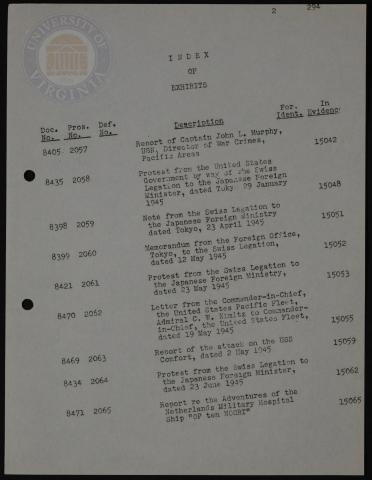 2 294
INDEX
OF
EXHIBITS
Doc. Pros. Def. Description For. In
No. No. No. Ident. Evidence
8405 2057 Report of Captain John L. Murphy,
USN, Director of War Crimes,
Pacific Areas 15042
8435 2058 Protest from the United States
Government by way of the Swiss
Legation to the Japanese Foreign
Minister, dated 29 January
1945 15048
8398 2059 Note from the Swiss Legation to
the Japanese Foreign Ministry
dated Tokyo, 23 April 1945 15051
8399 2060 Memorandum from the Foreign Office,
Tokyo, to the Swiss Legation,
dated 12 May 1945 15052
8421 2061 Protest from the Swiss Legation to
the Japanese Foreign Ministry,
dated 23 May 1945 15053
8470 2062 Letter from the Commander-in-Chief,
the United States Pacific Fleet,
Admiral C. W. Nimitz to Commander-
in-Chief, the United States Fleet,
dated 19 May 1945 15055
8469 2063 Report of the attack on the USS
Comfort, dated 2 May 1945 15059
8434 2064 Protest from the Swiss Legation to
the Japanese Foreign Minister,
dated 23 June 1945 15062
8471 2065 Report re the Adventures of the
Netherlands Military Hospital
Ship "OP ten NOORT" 15065
UNIVERSITY OF VIRGINIA